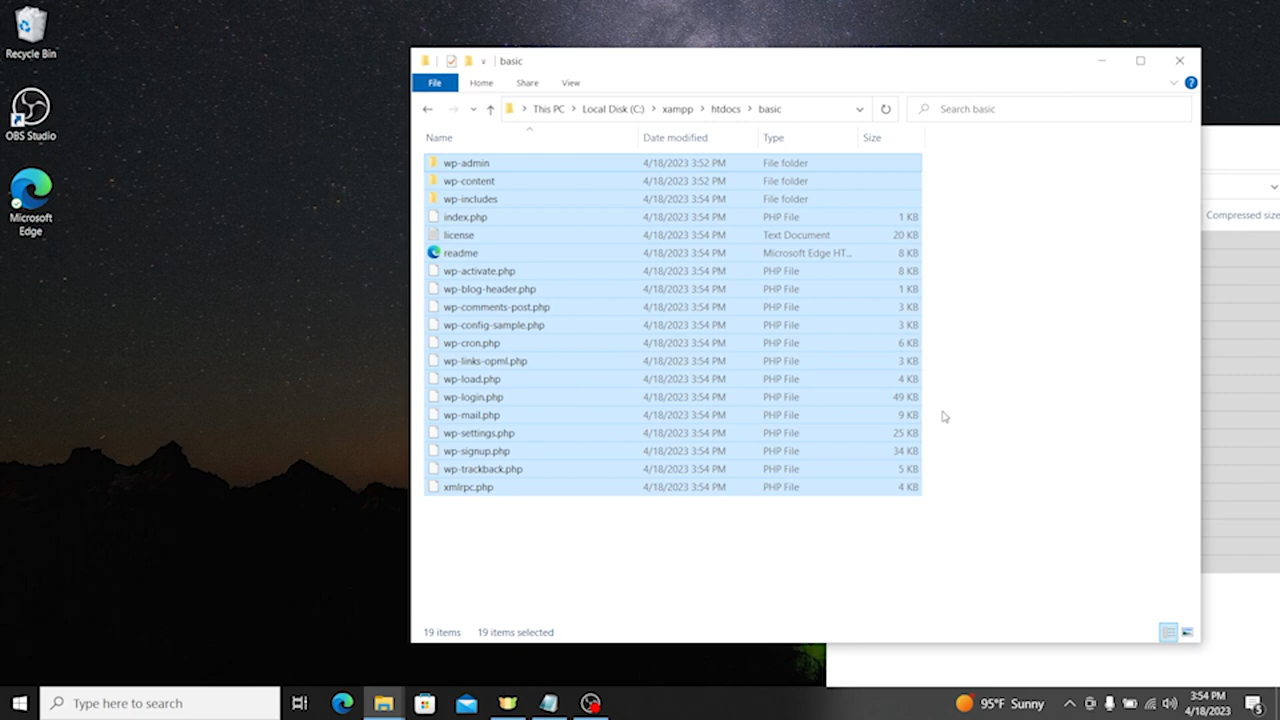 Recycle Bin
OBS Studio
Microsoft
Edge
basic
File Home Share View
This PC Local Disk (C:) xampp htdocs basic
Search basic
Name Date modified Type Size
wp-admin 4/18/2023 3:52 PM File folder
wp-content 4/18/2023 3:52 PM File folder
wp-includes 4/18/2023 3:54 PM File folder
index.php 4/18/2023 3:54 PM PHP File 1 KB
license 4/18/2023 3:54 PM Text Document 20 KB
readme 4/18/2023 3:54 PM Microsoft Edge HT... 8 KB
wp-activate.php 4/18/2023 3:54 PM PHP File 8 KB
wp-blog-header.php 4/18/2023 3:54 PM PHP File 1 KB
wp-comments-post.php 4/18/2023 3:54 PM PHP File 3 KB
wp-config-sample.php 4/18/2023 3:54 PM PHP File 3 KB
wp-cron.php 4/18/2023 3:54 PM PHP File 6 KB
wp-links-opml.php 4/18/2023 3:54 PM PHP File 3 KB
wp-load.php 4/18/2023 3:54 PM PHP File 4 KB
wp-login.php 4/18/2023 3:54 PM PHP File 49 KB
wp-mail.php 4/18/2023 3:54 PM PHP File 9 KB
wp-settings.php 4/18/2023 3:54 PM PHP File 25 KB
wp-signup.php 4/18/2023 3:54 PM PHP File 34 KB
wp-trackback.php 4/18/2023 3:54 PM PHP File 5 KB
xmlrpc.php 4/18/2023 3:54 PM PHP File 4 KB
19 items 19 items selected
Compressed size
Type here to search
95°F Sunny
3:54 PM
4/18/2023
5